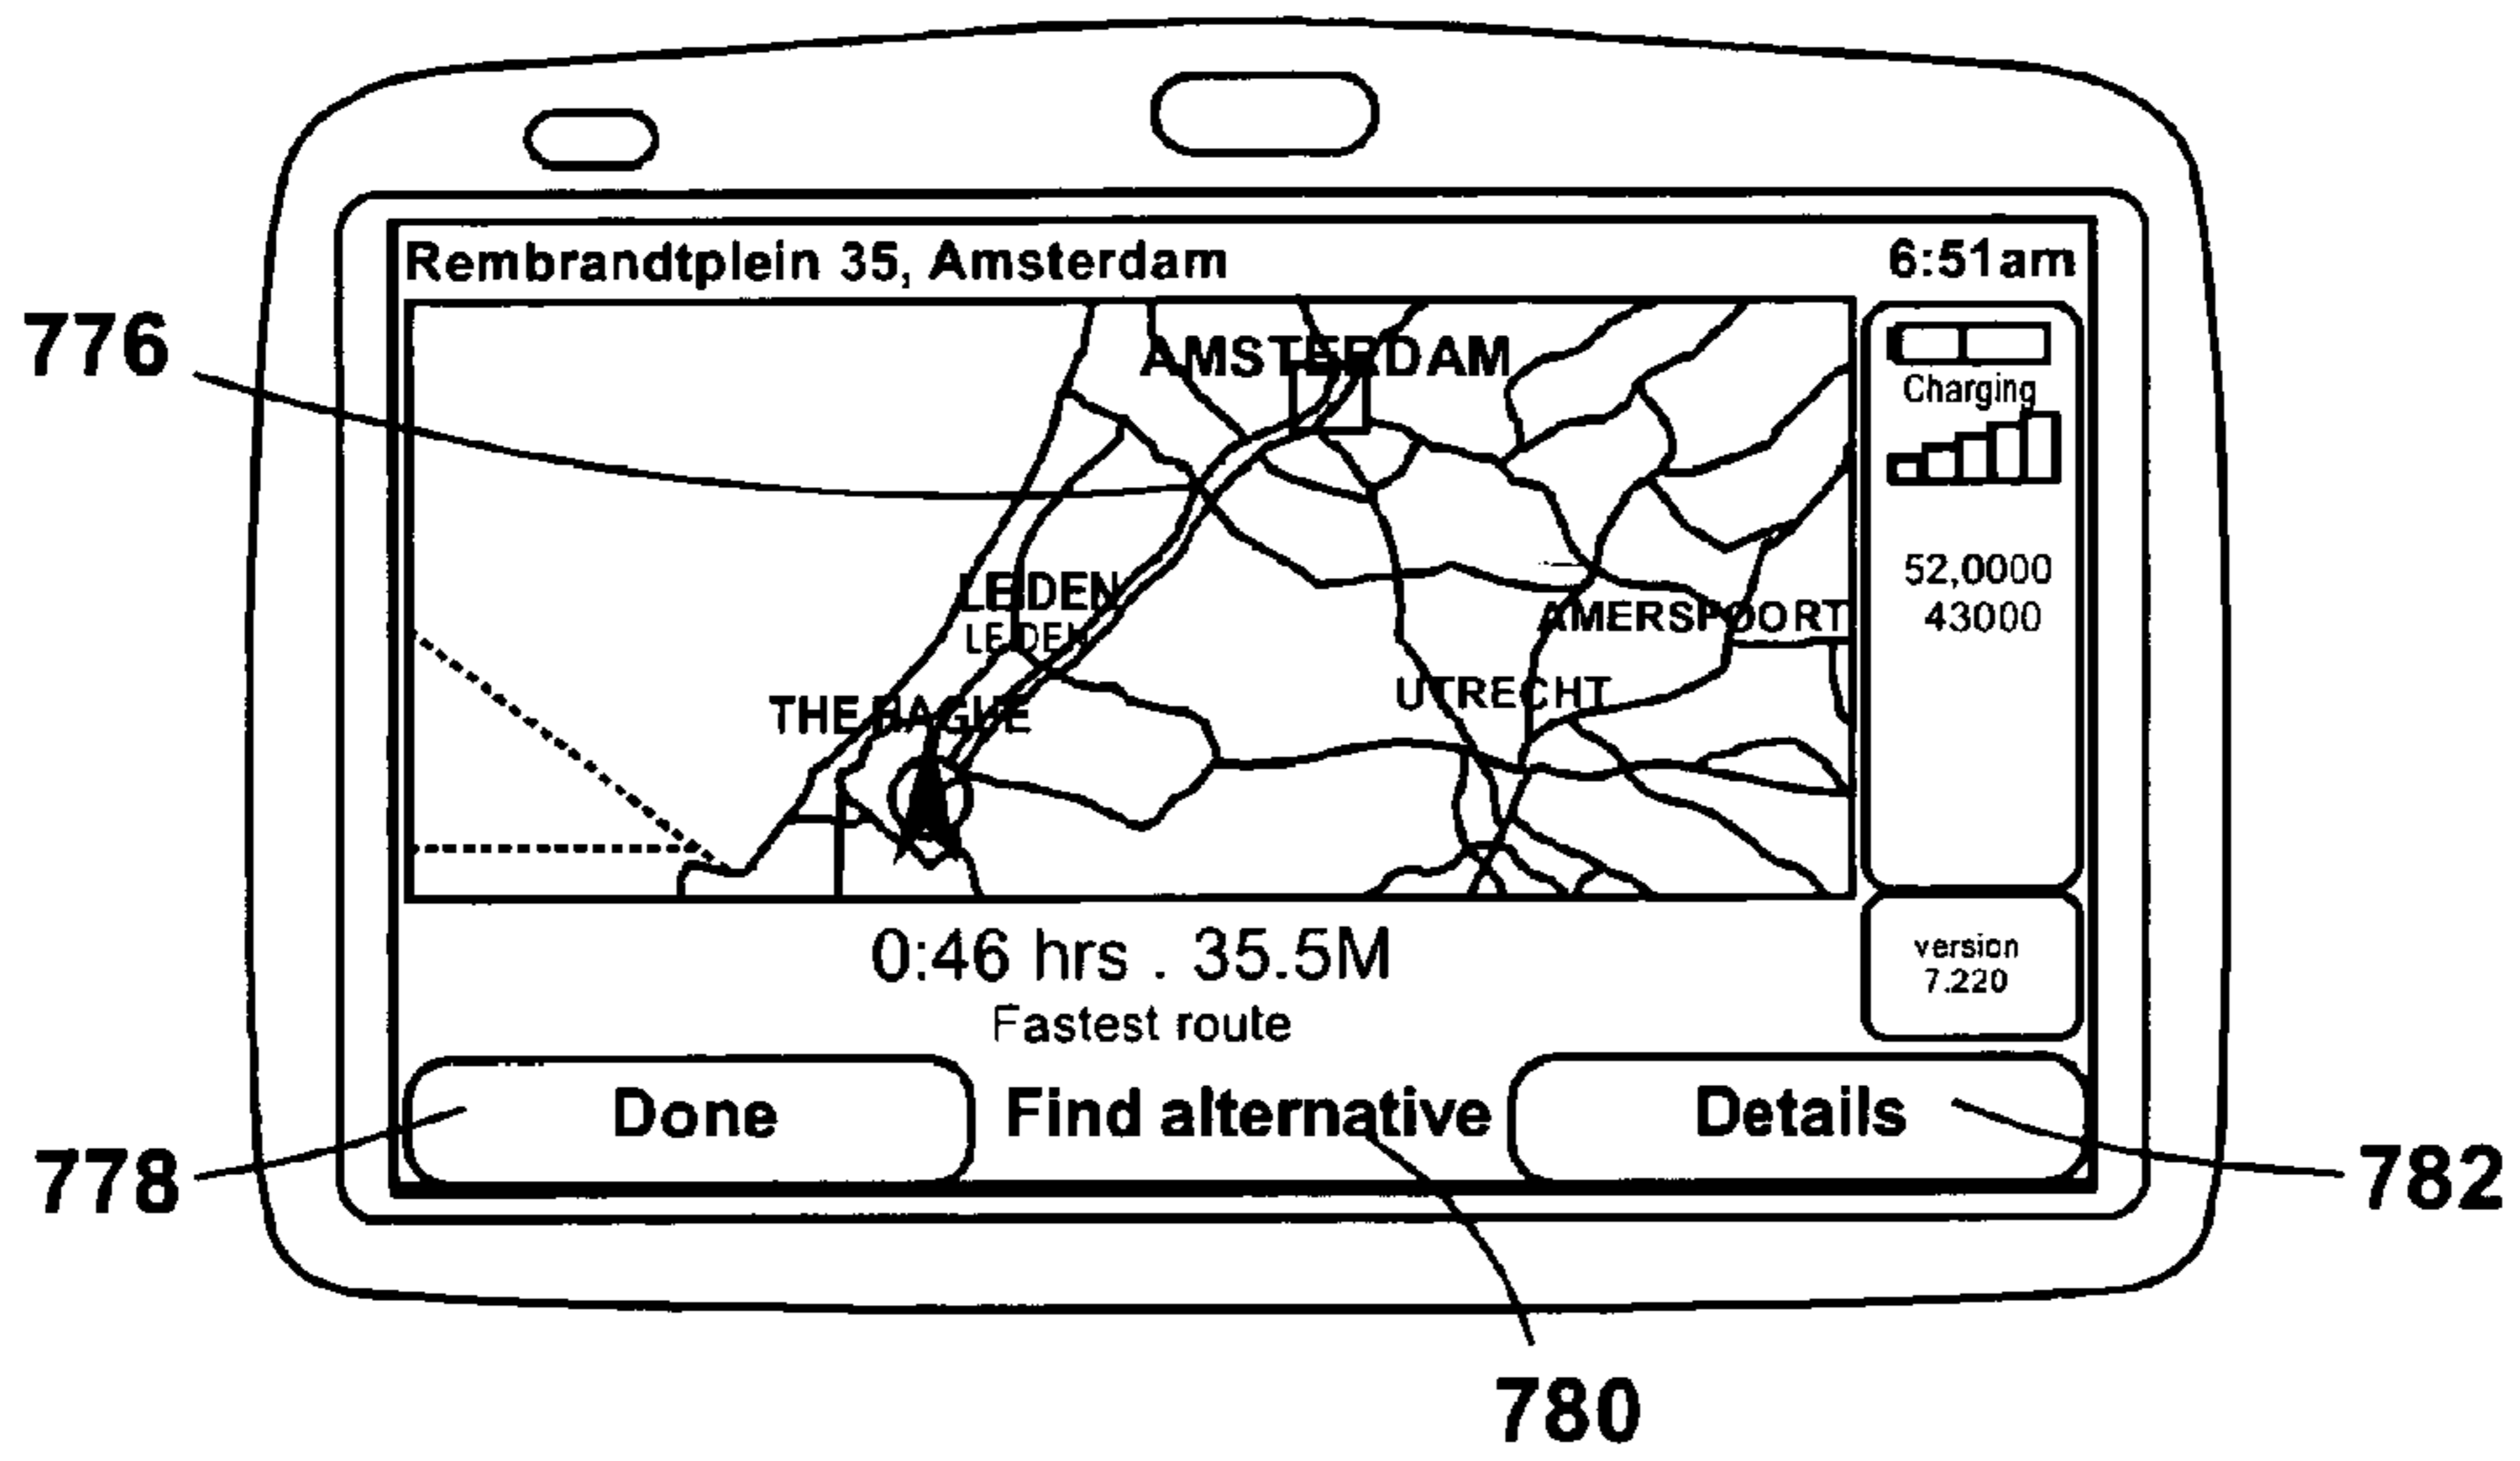 Rembrandtplein 35, Amsterdam
6:51am
776
AMSTERDAM
Charging
52,0000
43000
LEIDEN
LEIDEN
AMERSFOORT
UTRECHT
THE HAGUE
0:46 hrs . 35.5M
Fastest route
version
7.220
Done
Find alternative
Details
778
782
780